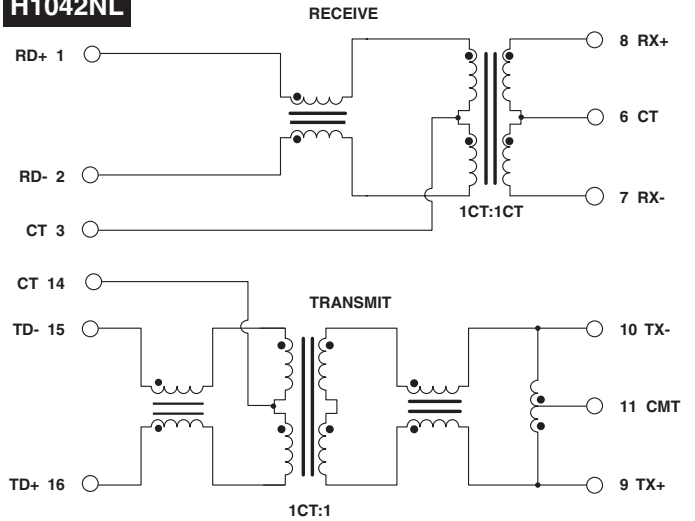 H1042NL
RECEIVE
RD+ 1
8 RX+
6 CT
RD- 2
7 RX-
1CT:1CT
CT 3
CT 14
TRANSMIT
TD- 15
10 TX-
11 CMT
TD+ 16
9 TX+
1CT:1